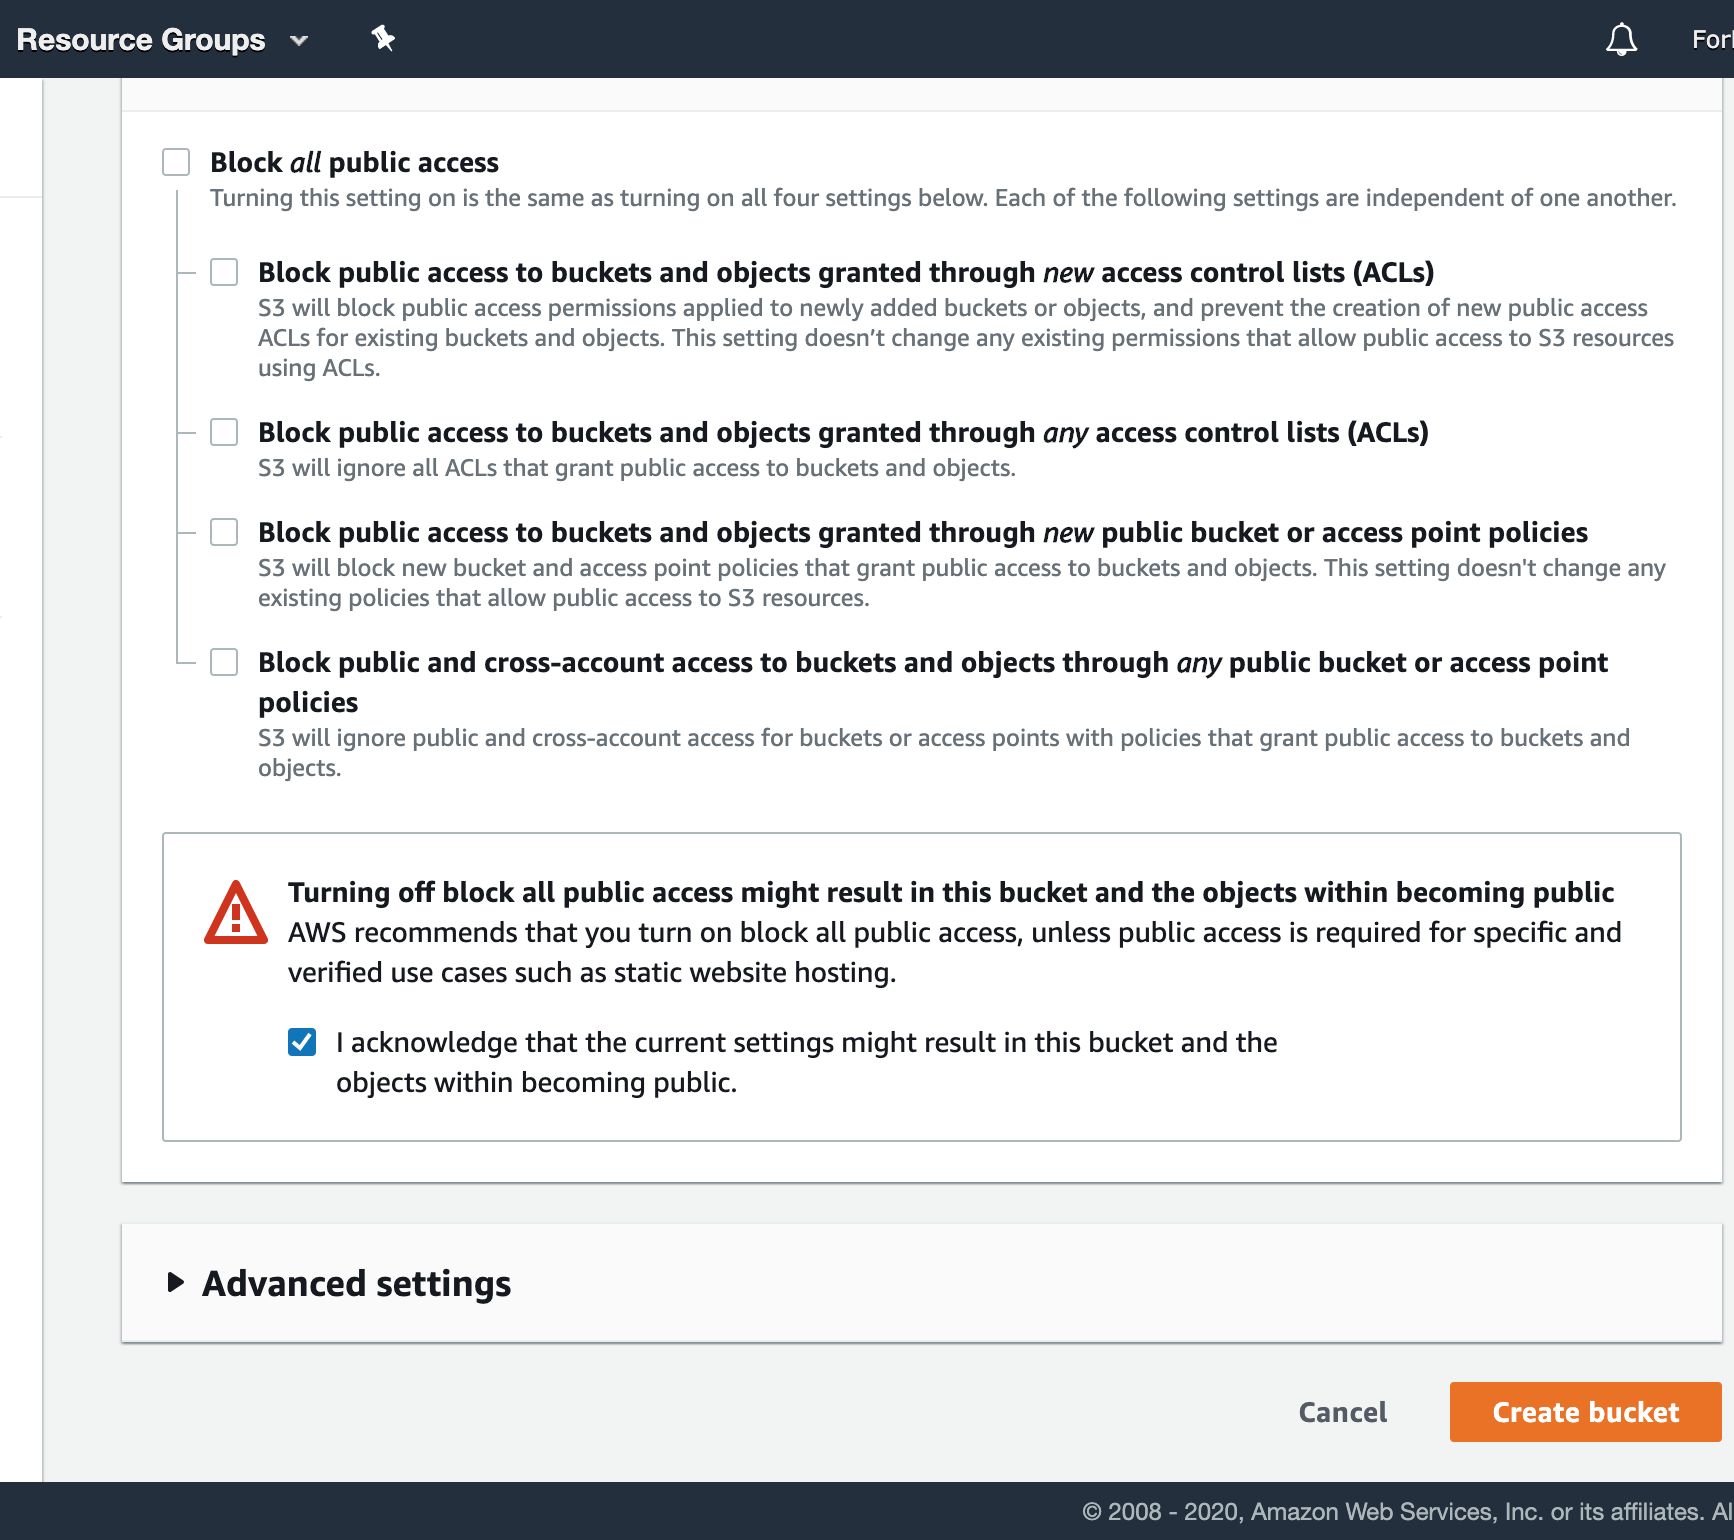 Resource Groups
For
Block all public access
Turning this setting on is the same as turning on all four settings below. Each of the following settings are independent of one another.
Block public access to buckets and objects granted through new access control lists (ACLs)
S3 will block public access permissions applied to newly added buckets or objects, and prevent the creation of new public access
ACLs for existing buckets and objects. This setting doesn’t change any existing permissions that allow public access to S3 resources
using ACLs.
Block public access to buckets and objects granted through any access control lists (ACLs)
S3 will ignore all ACLs that grant public access to buckets and objects.
Block public access to buckets and objects granted through new public bucket or access point policies
S3 will block new bucket and access point policies that grant public access to buckets and objects. This setting doesn't change any
existing policies that allow public access to S3 resources.
Block public and cross-account access to buckets and objects through any public bucket or access point
policies
S3 will ignore public and cross-account access for buckets or access points with policies that grant public access to buckets and
objects.
Turning off block all public access might result in this bucket and the objects within becoming public
AWS recommends that you turn on block all public access, unless public access is required for specific and
verified use cases such as static website hosting.
I acknowledge that the current settings might result in this bucket and the
objects within becoming public.
Advanced settings
Cancel
Create bucket
© 2008 - 2020, Amazon Web Services, Inc. or its affiliates. Al